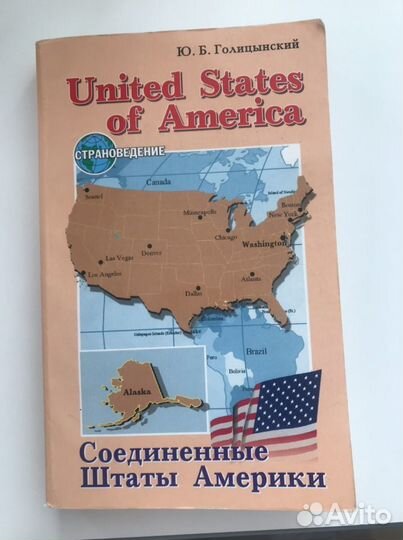 Ю. Б. Голицынский
United States
of America
СТРАНОВЕДЕНИЕ
Canada
Minneapolis
Boston
New York
Chicago
Washington
Denver
Las Vegas
Los Angeles
Atlanta
Dallas
Brazil
Peru
Bolivia
Alaska
Соединенные
Штаты Америки
Avito